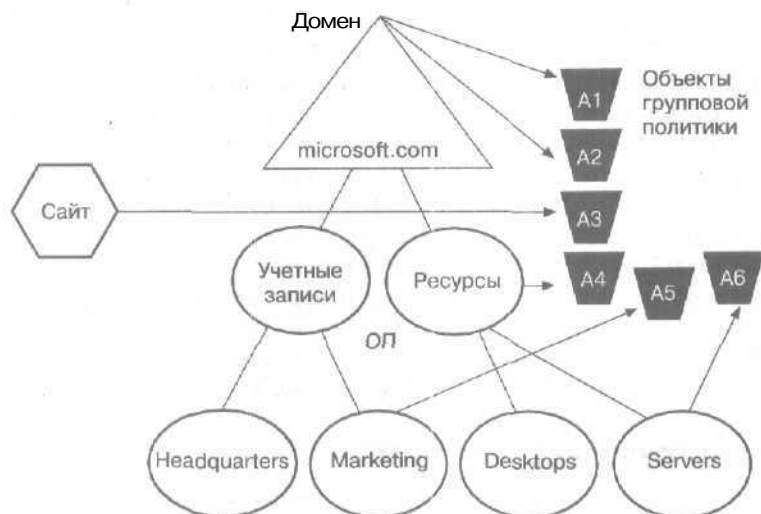 Домен
A1
Объекты
групповой
политики
microsoft.com
A2
Сайт
A3
Учетные
записи
Ресурсы
A4
A5
A6
ОП
Headquarters
Marketing
Desktops
Servers